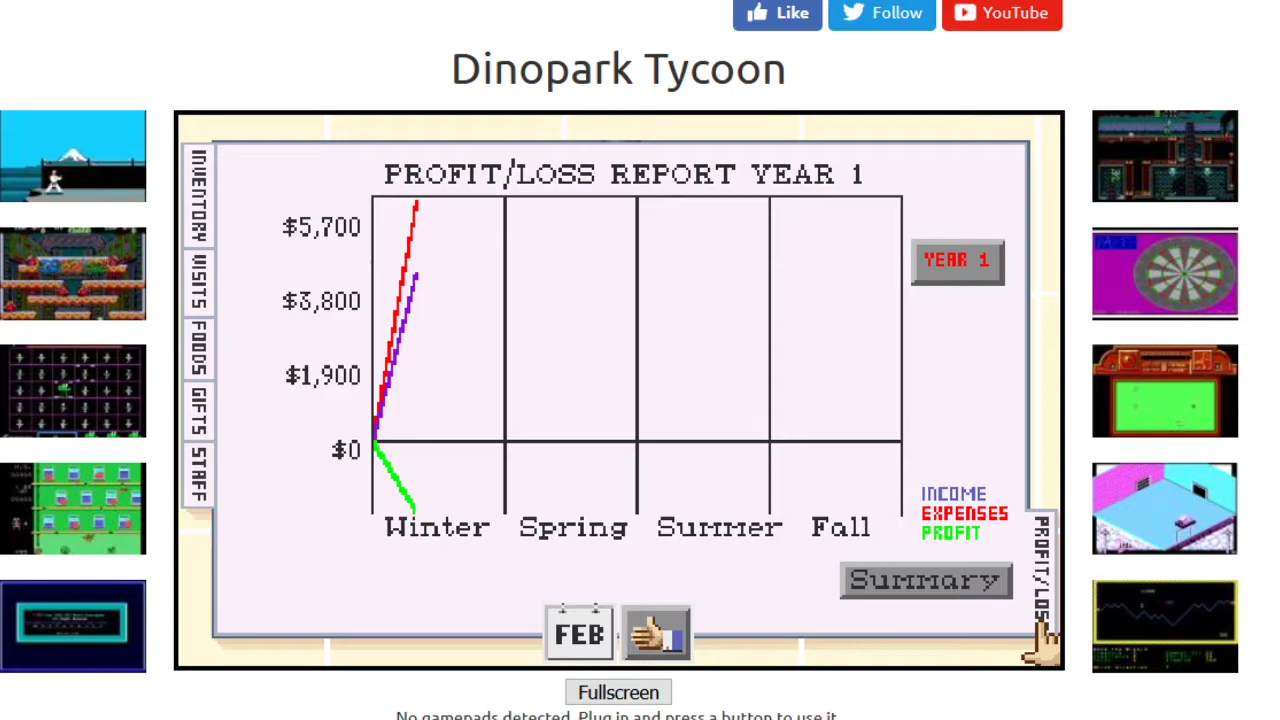 Like
Follow
YouTube
Dinopark Tycoon
INVENTORY
VISITS
FOODS
GIFTS
STAFF
PROFIT/LOSS REPORT YEAR 1
$5,700
$3,800
$1,900
$0
YEAR 1
Winter
Spring
Summer
Fall
INCOME
EXPENSES
PROFIT
PROFIT/LOS
Summary
FEB
Fullscreen
No gamepads detected. Plug in and press a button to use it.